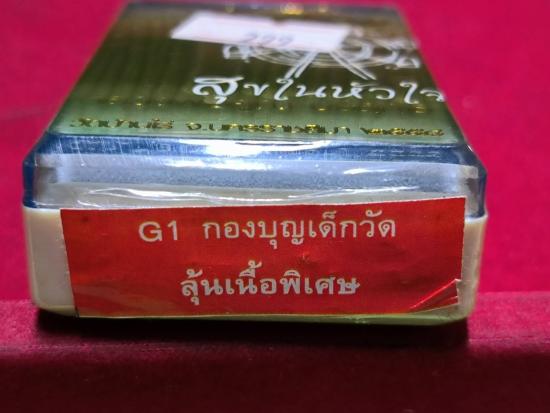 สุขในหัวใจ
G1 กองบุญเด็กวัด
ลุ้นเนื้อพิเศษ